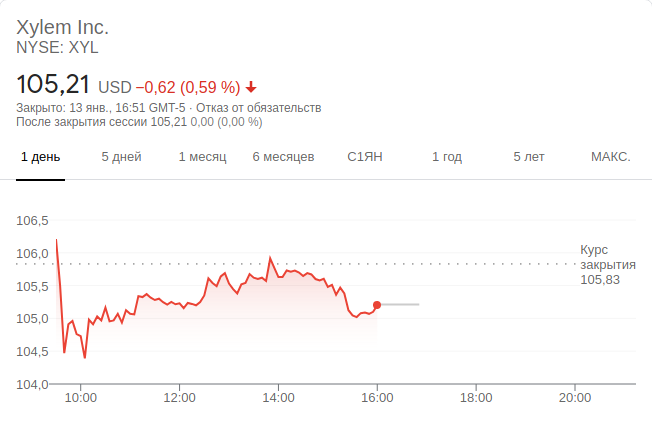 Xylem Inc.
NYSE: XYL
105,21 USD −0,62 (0,59 %)
Закрыто: 13 янв., 16:51 GMT-5 · Отказ от обязательств
После закрытия сессии 105,21 0,00 (0,00 %)
1 день 5 дней 1 месяц 6 месяцев С1ЯН 1 год 5 лет МАКС.
106,5
106,0
105,5
105,0
104,5
104,0
Курс
закрытия
105,83
10:00 12:00 14:00 16:00 18:00 20:00